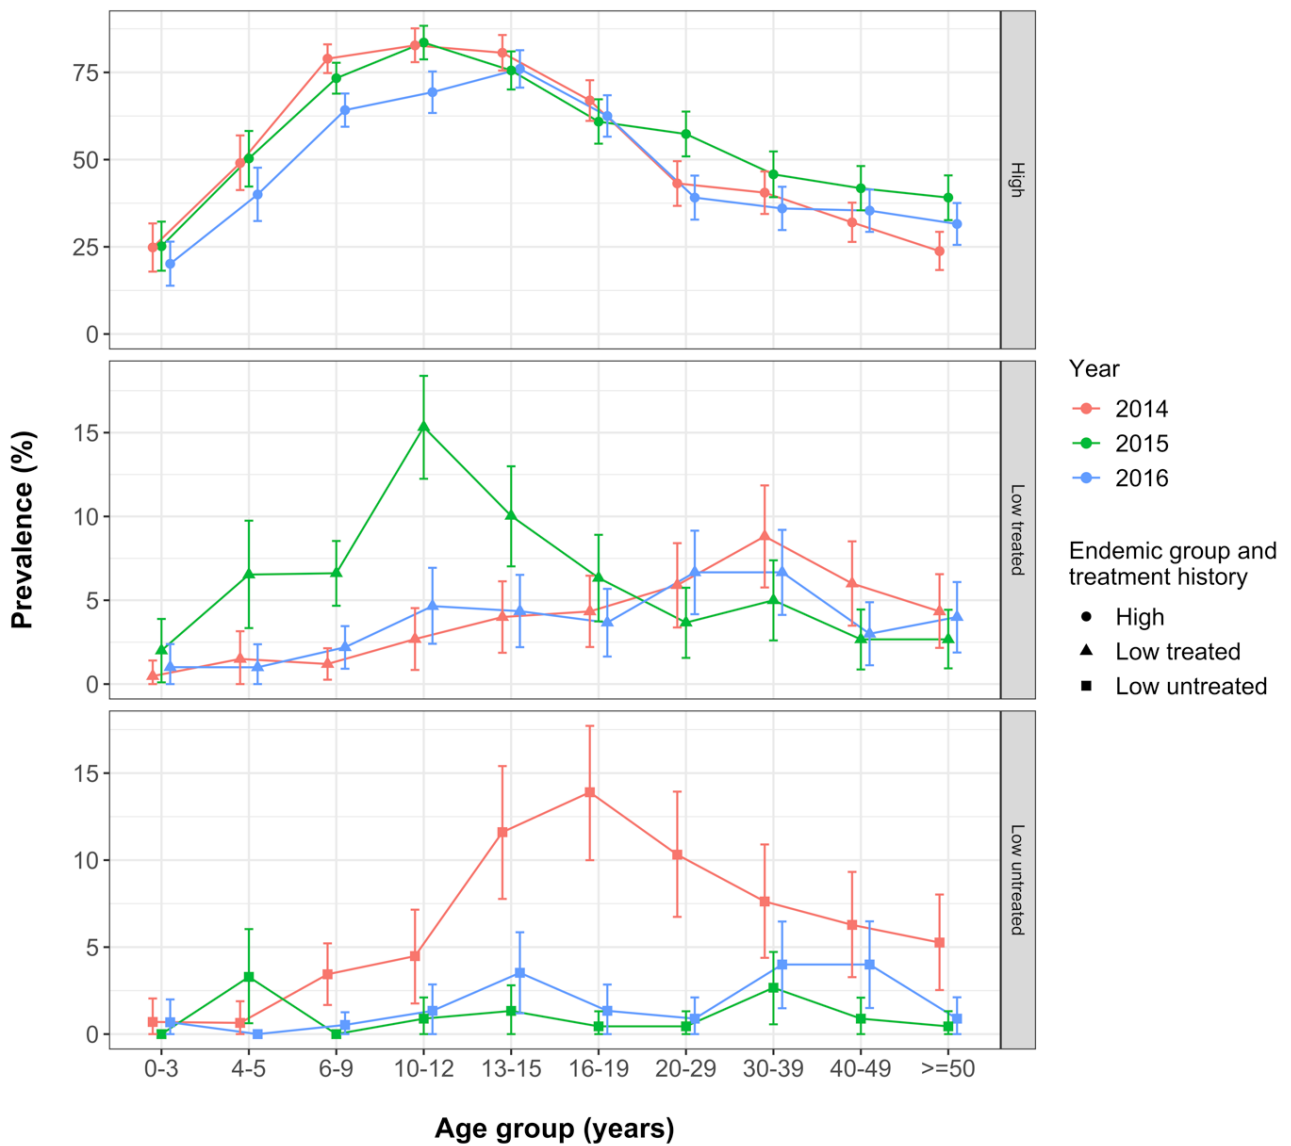 Prevalence (%)
75
50
25
0
High
15
10
5
0
Low treated
15
10
5
0
Low untreated
0-3 4-5 6-9 10-12 13-15 16-19 20-29 30-39 40-49 >=50
Age group (years)
Year
2014
2015
2016
Endemic group and
treatment history
High
Low treated
Low untreated